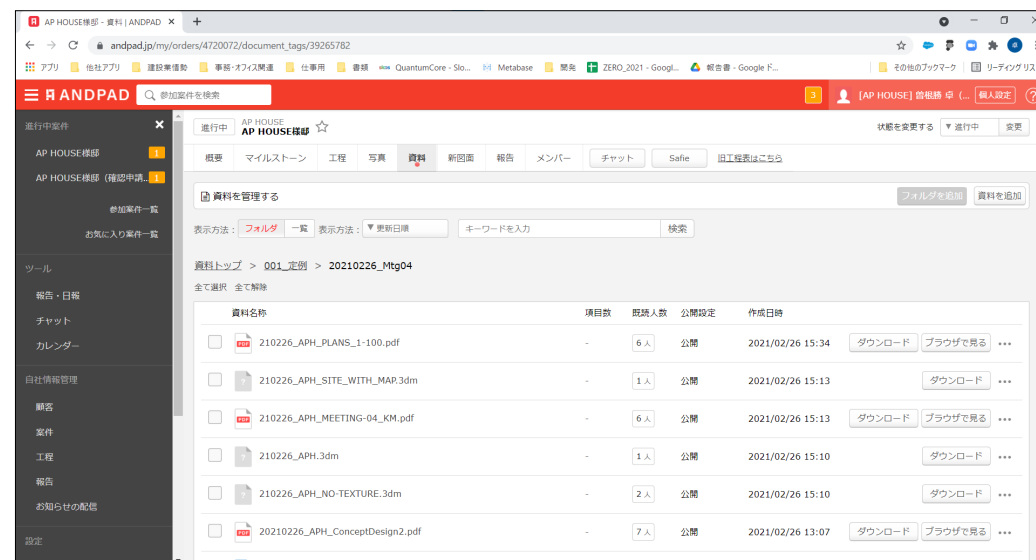 AP HOUSE様邸 - 資料 | ANDPAD
andpad.jp/my/orders/4720072/document_tags/39265782
アプリ 他社アプリ 建設業情勢 事務・オフィス関連 仕事用 書類 QuantumCore - Slo... Metabase 開発 ZERO_2021 - Googl... 報告書 - Google ド... その他のブックマーク リーディングリス
ANDPAD 参加案件を検索 3 [AP HOUSE] 曽根勝 卓 (... 個人設定 ?
進行中案件
AP HOUSE様邸 1
AP HOUSE様邸（確認申請... 1
参加案件一覧
お気に入り案件一覧
ツール
報告・日報
チャット
カレンダー
自社情報管理
顧客
案件
工程
報告
お知らせの配信
設定
進行中 AP HOUSE
AP HOUSE様邸
状態を変更する ▼進行中 変更
概要 マイルストーン 工程 写真 資料 新図面 報告 メンバー チャット Safie 旧工程表はこちら
資料を管理する フォルダを追加 資料を追加
表示方法： フォルダ 一覧 表示方法： ▼更新日順 キーワードを入力 検索
資料トップ > 001_定例 > 20210226_Mtg04
全て選択 全て解除
資料名称 項目数 既読人数 公開設定 作成日時
PDF 210226_APH_PLANS_1-100.pdf - 6人 公開 2021/02/26 15:34 ダウンロード ブラウザで見る
? 210226_APH_SITE_WITH_MAP.3dm - 1人 公開 2021/02/26 15:13 ダウンロード
PDF 210226_APH_MEETING-04_KM.pdf - 6人 公開 2021/02/26 15:13 ダウンロード ブラウザで見る
? 210226_APH.3dm - 1人 公開 2021/02/26 15:10 ダウンロード
? 210226_APH_NO-TEXTURE.3dm - 2人 公開 2021/02/26 15:10 ダウンロード
PDF 20210226_APH_ConceptDesign2.pdf - 7人 公開 2021/02/26 13:07 ダウンロード ブラウザで見る